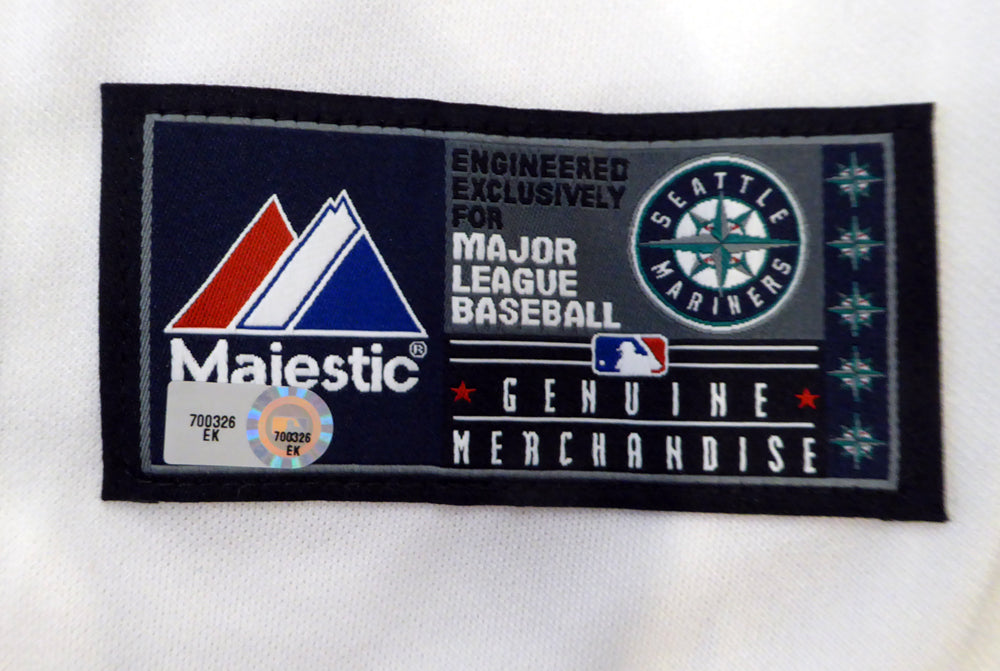 Majestic®
700326
EK
700326
EK
ENGINEERED
EXCLUSIVELY
FOR
MAJOR
LEAGUE
BASEBALL
SEATTLE
MARINERS
GENUINE
MERCHANDISE